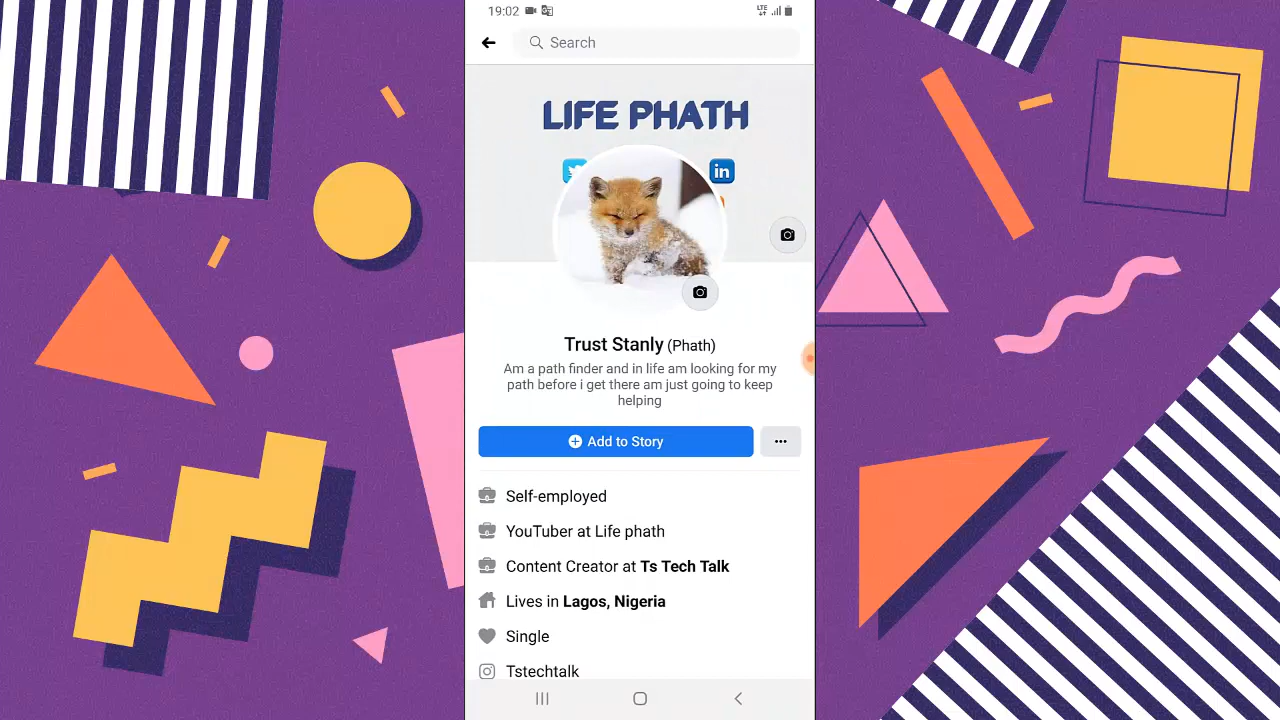 19:02
LTE
Search
LIFE PHATH
in
Trust Stanly (Phath)
Am a path finder and in life am looking for my
path before i get there am just going to keep
helping
Add to Story
Self-employed
YouTuber at Life phath
Content Creator at Ts Tech Talk
Lives in Lagos, Nigeria
Single
Tstechtalk